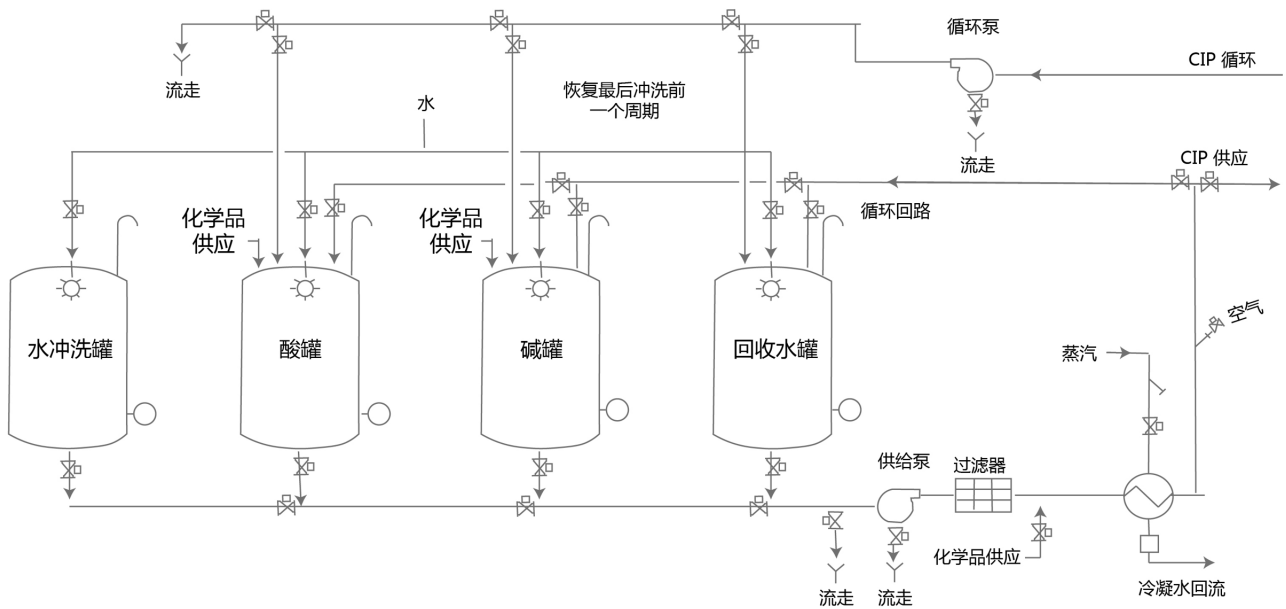 循环泵
CIP 循环
流走
恢复最后冲洗前
一个周期
水
流走
CIP 供应
循环回路
化学品
供应
化学品
供应
空气
水冲洗罐
酸罐
碱罐
回收水罐
蒸汽
供给泵
过滤器
化学品供应
冷凝水回流
流走
流走